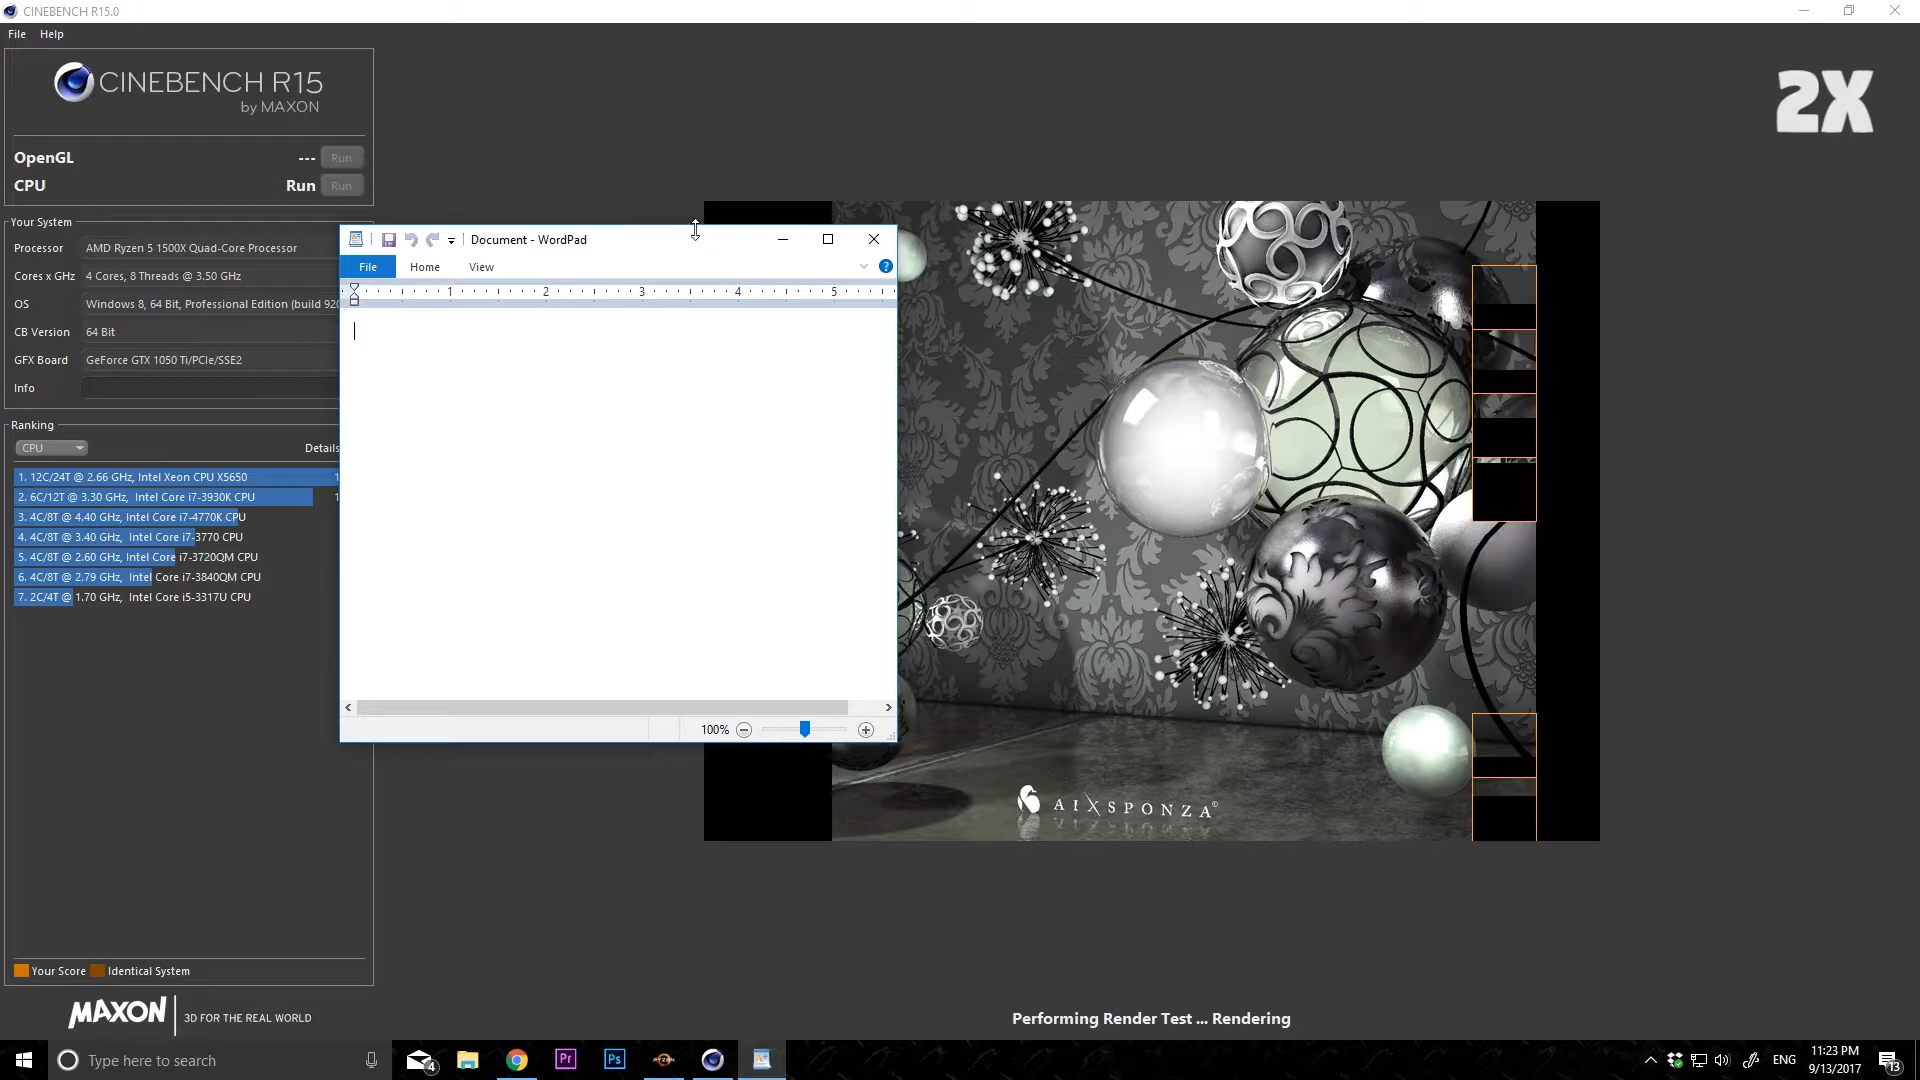 CINEBENCH R15.0
File Help
CINEBENCH R15
by MAXON
2X
OpenGL --- Run
CPU Run Run
Your System
Processor AMD Ryzen 5 1500X Quad-Core Processor
Cores x GHz 4 Cores, 8 Threads @ 3.50 GHz
OS Windows 8, 64 Bit, Professional Edition (build 920
CB Version 64 Bit
GFX Board GeForce GTX 1050 Ti/PCIe/SSE2
Info
Ranking
CPU Details
1. 12C/24T @ 2.66 GHz, Intel Xeon CPU X5650 1
2. 6C/12T @ 3.30 GHz, Intel Core i7-3930K CPU 1
3. 4C/8T @ 4.40 GHz, Intel Core i7-4770K CPU
4. 4C/8T @ 3.40 GHz, Intel Core i7-3770 CPU
5. 4C/8T @ 2.60 GHz, Intel Core i7-3720QM CPU
6. 4C/8T @ 2.79 GHz, Intel Core i7-3840QM CPU
7. 2C/4T @ 1.70 GHz, Intel Core i5-3317U CPU
Your Score Identical System
MAXON 3D FOR THE REAL WORLD
Document - WordPad
File Home View
1 2 3 4 5
100%
AIXSPONZA®
Performing Render Test ... Rendering
Type here to search
4
Pr
Ps
RYZEN
ENG
11:23 PM
9/13/2017
13